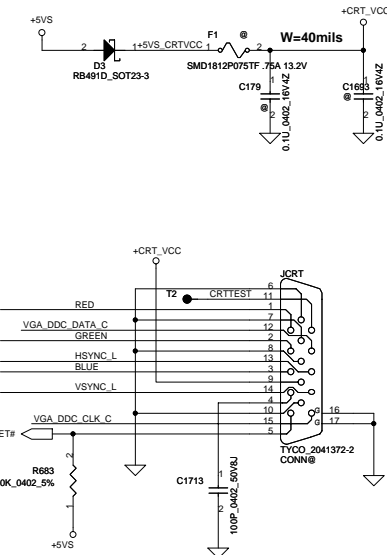 +CRT_VCC
+5VS
F1
@
W=40mils
2
1
+5VS_CRTVCC
1
2
D3
RB491D_SOT23-3
SMD1812P075TF .75A 13.2V
C179
@
1
2
0.1U_0402_16V4Z
C1693
@
1
2
0.1U_0402_16V4Z
+CRT_VCC
JCRT
6
T2
CRTTEST
11
RED
1
7
VGA_DDC_DATA_C
12
GREEN
2
8
HSYNC_L
13
BLUE
3
9
VSYNC_L
14
4
10
G
16
VGA_DDC_CLK_C
15
G
17
ET#
5
TYCO_2041372-2
CONN@
2
R683
0K_0402_5%
1
+5VS
C1713
1
2
100P_0402_50V8J